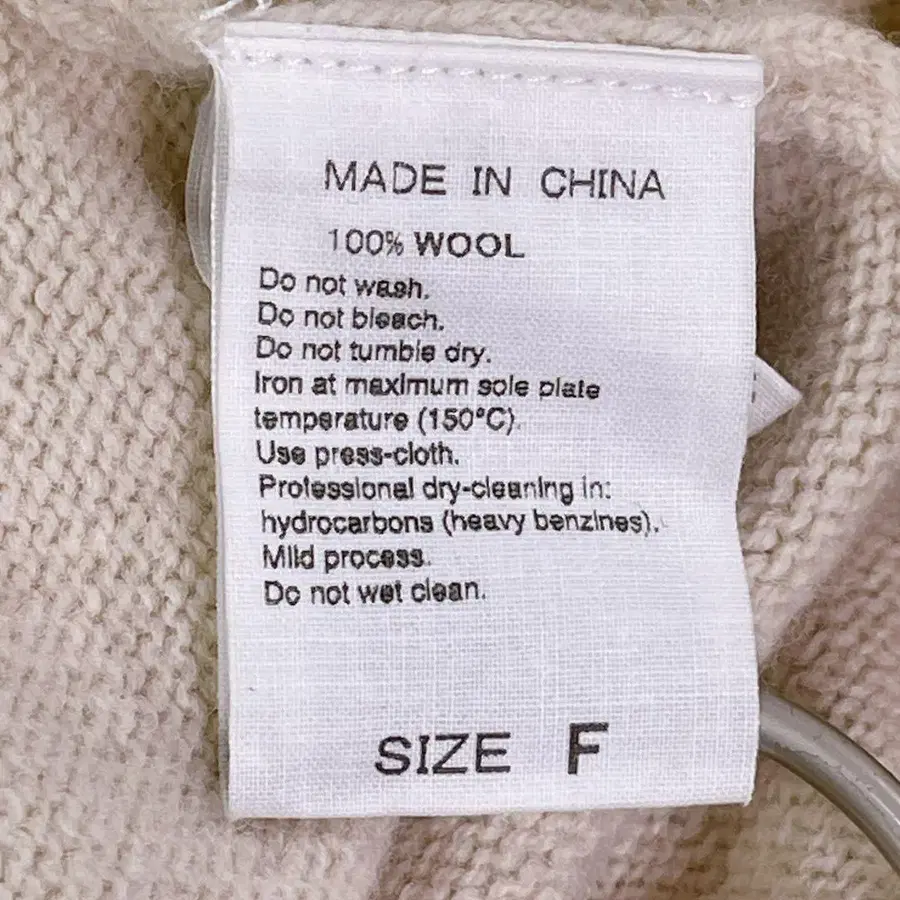 MADE IN CHINA
100% WOOL
Do not wash.
Do not bleach.
Do not tumble dry.
Iron at maximum sole plate
temperature (150°C).
Use press-cloth.
Professional dry-cleaning in:
hydrocarbons (heavy benzines).
Mild process.
Do not wet clean.
SIZE F